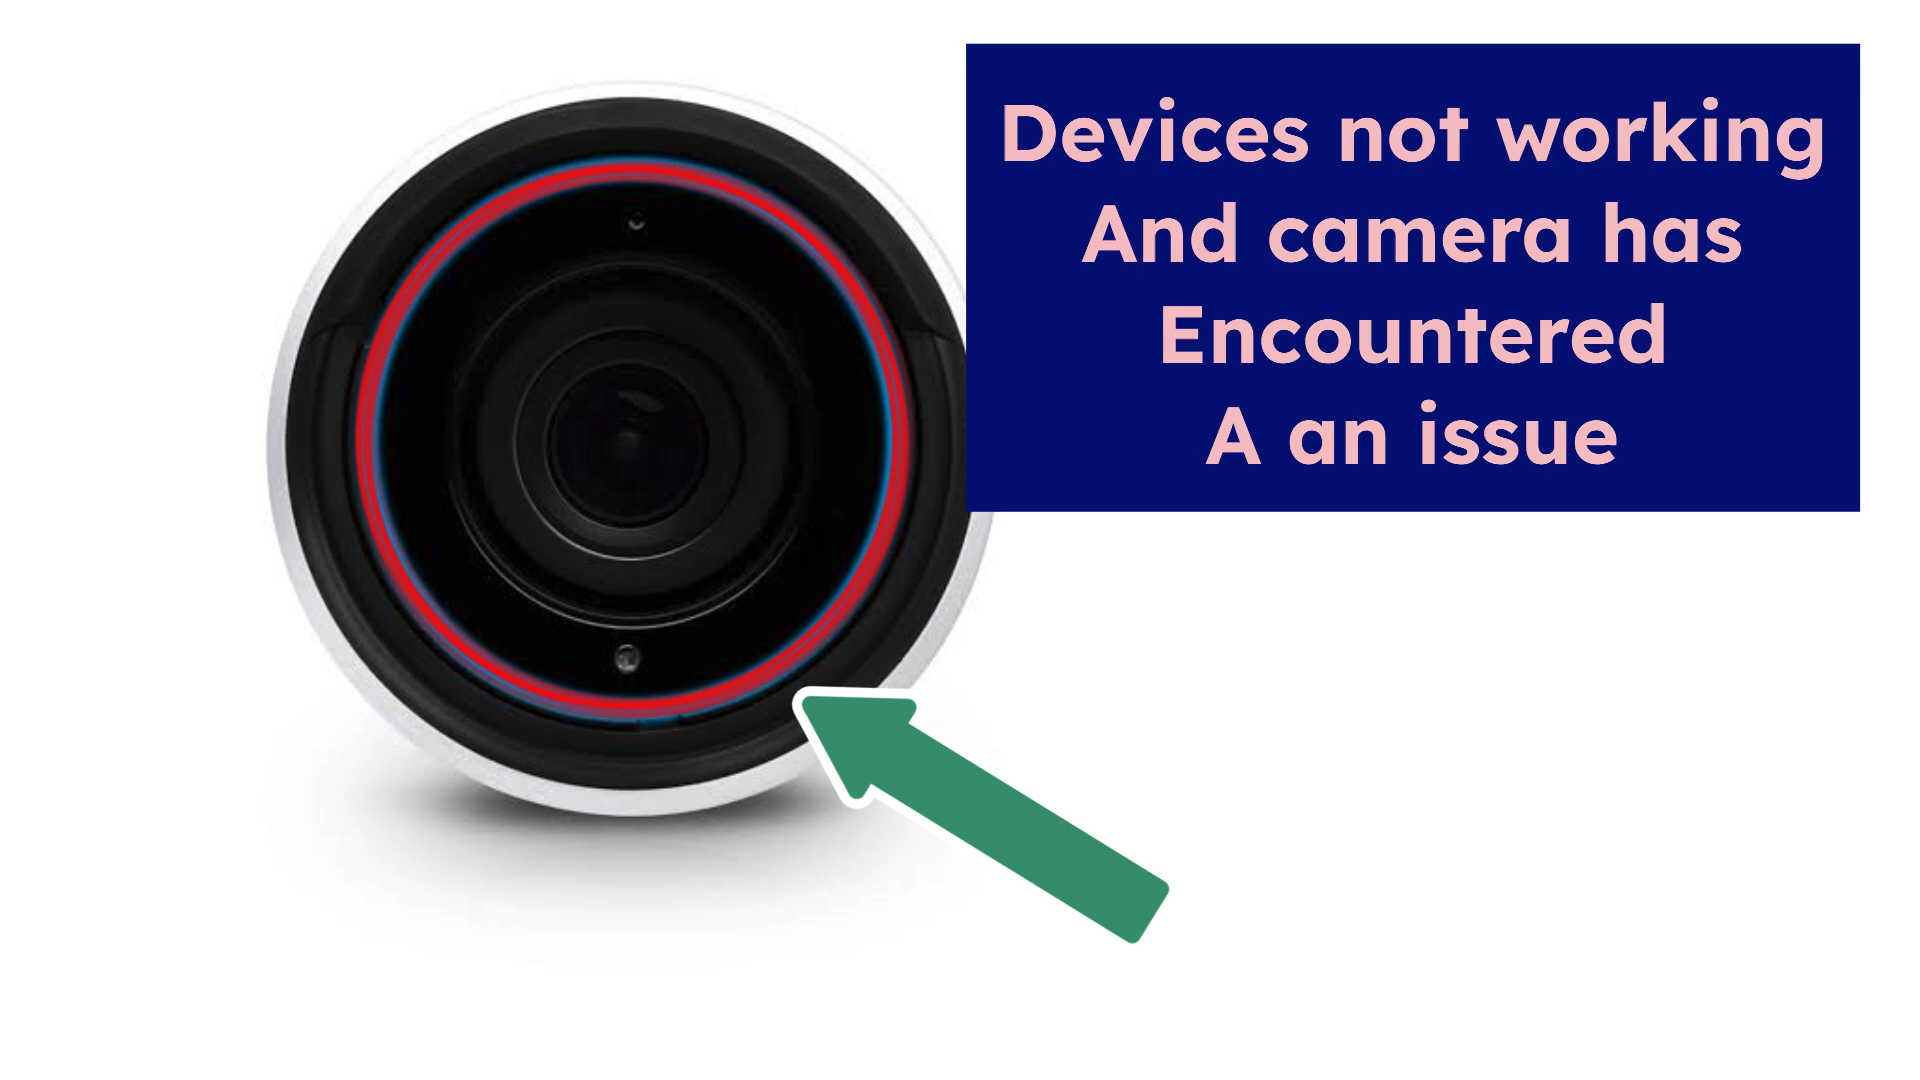 Devices not working
And camera has
Encountered
A an issue